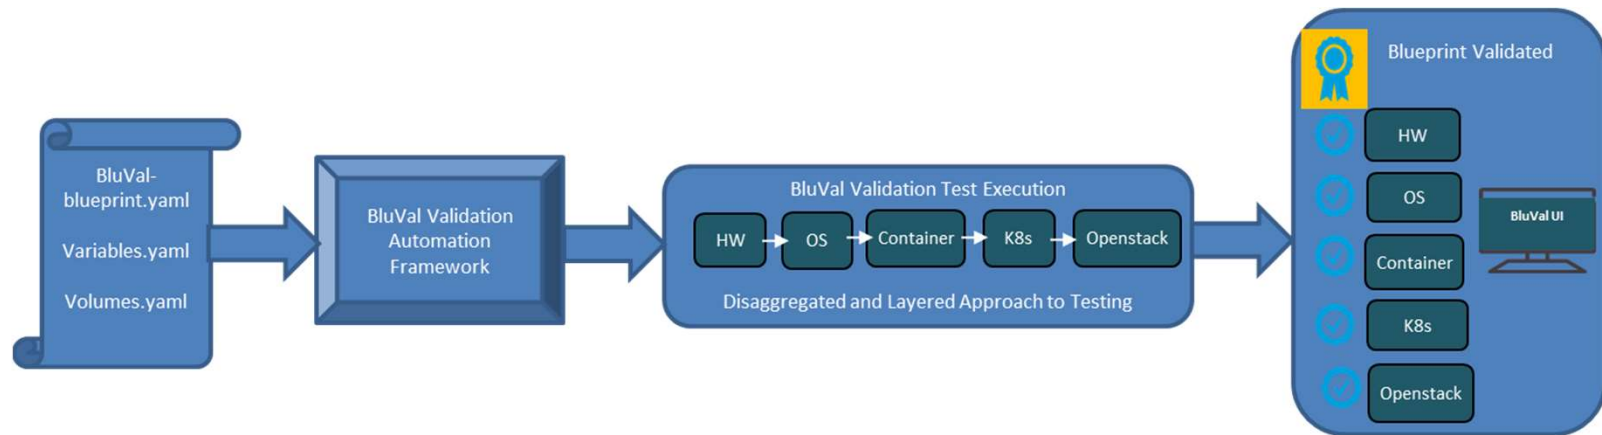 BluVal-
blueprint.yaml
Variables.yaml
Volumes.yaml
BluVal Validation
Automation
Framework
BluVal Validation Test Execution
HW
OS
Container
K8s
Openstack
Disaggregated and Layered Approach to Testing
Blueprint Validated
HW
OS
Container
K8s
Openstack
BluVal UI